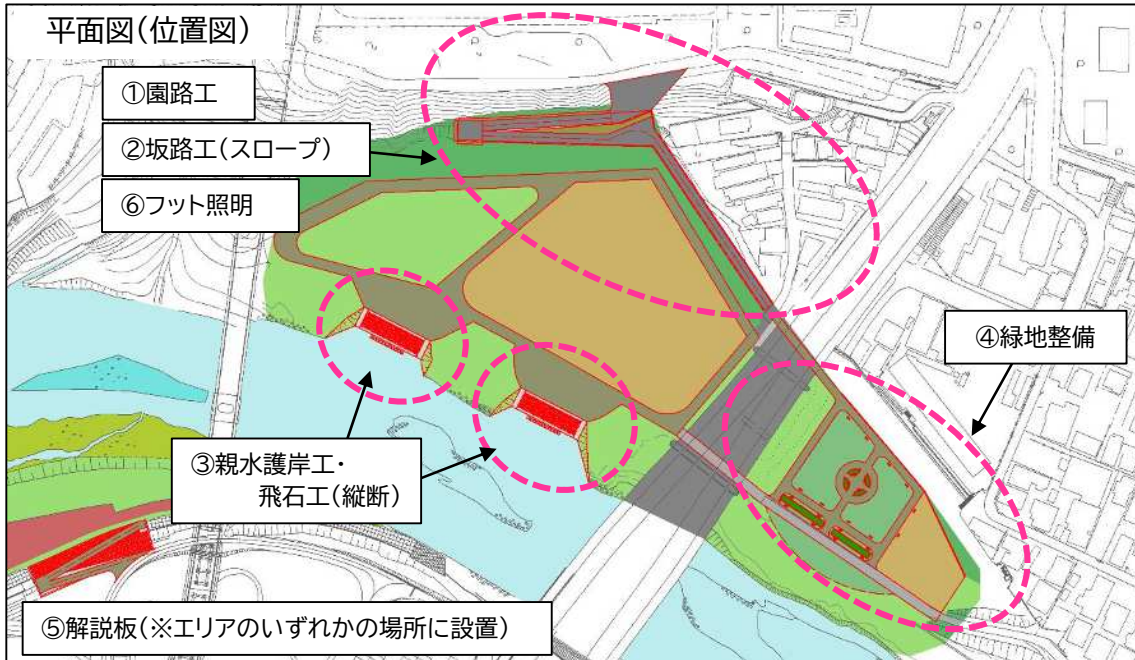 平面図(位置図)
①園路工
②坂路工(スロープ)
⑥フット照明
④緑地整備
③親水護岸工・
飛石工(縦断)
⑤解説板(※エリアのいずれかの場所に設置)